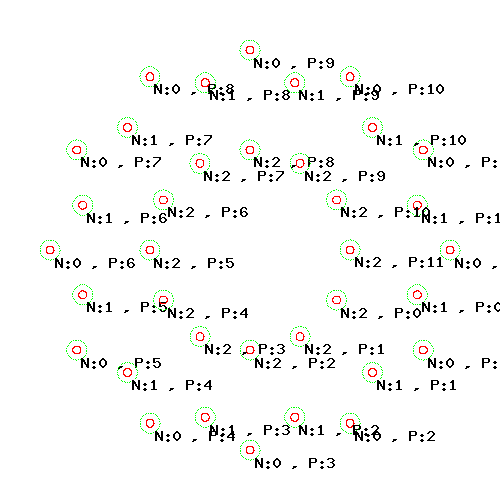 N:0 , P:9
N:0 , P:8
N:0 , P:10
N:1 , P:8
N:1 , P:9
N:1 , P:7
N:1 , P:10
N:0 , P:7
N:2 , P:8
N:0 , P:
N:2 , P:7
N:2 , P:9
N:2 , P:6
N:2 , P:10
N:1 , P:6
N:1 , P:1
N:0 , P:6
N:2 , P:5
N:2 , P:11
N:0 ,
N:1 , P:5
N:1 , P:0
N:2 , P:4
N:2 , P:0
N:2 , P:3
N:2 , P:1
N:0 , P:5
N:2 , P:2
N:0 , P:
N:1 , P:4
N:1 , P:1
N:1 , P:3
N:1 , P:2
N:0 , P:4
N:0 , P:2
N:0 , P:3